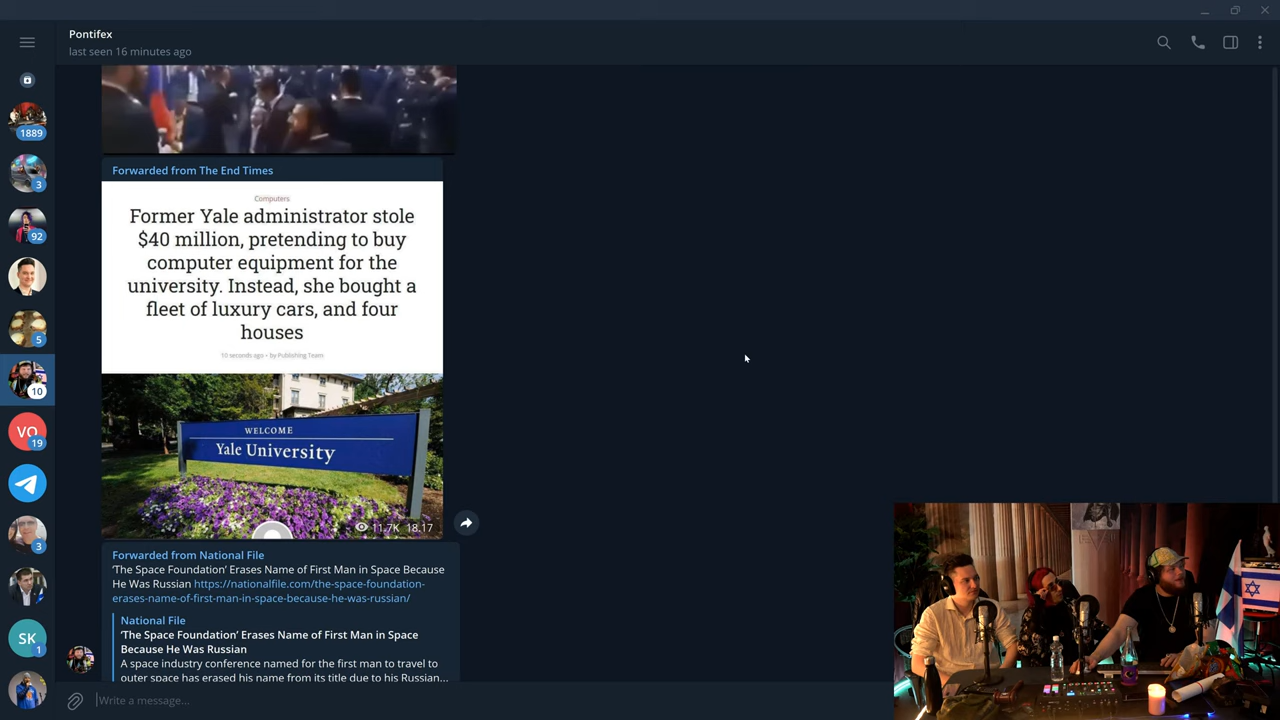 Pontifex
last seen 16 minutes ago
1889
3
92
5
10
VO
19
3
SK
1
Forwarded from The End Times
Computers
Former Yale administrator stole
$40 million, pretending to buy
computer equipment for the
university. Instead, she bought a
fleet of luxury cars, and four
houses
10 seconds ago • by Publishing Team
WELCOME
Yale University
11.7K 18.17
Forwarded from National File
‘The Space Foundation’ Erases Name of First Man in Space Because
He Was Russian https://nationalfile.com/the-space-foundation-
erases-name-of-first-man-in-space-because-he-was-russian/
National File
‘The Space Foundation’ Erases Name of First Man in Space
Because He Was Russian
A space industry conference named for the first man to travel to
outer space has erased his name from its title due to his Russian...
Write a message...